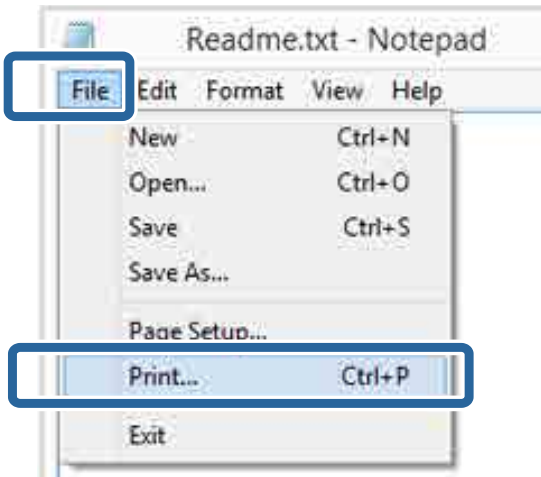 Readme.txt - Notepad
File Edit Format View Help
New Ctrl+N
Open... Ctrl+O
Save Ctrl+S
Save As...
Page Setup...
Print... Ctrl+P
Exit